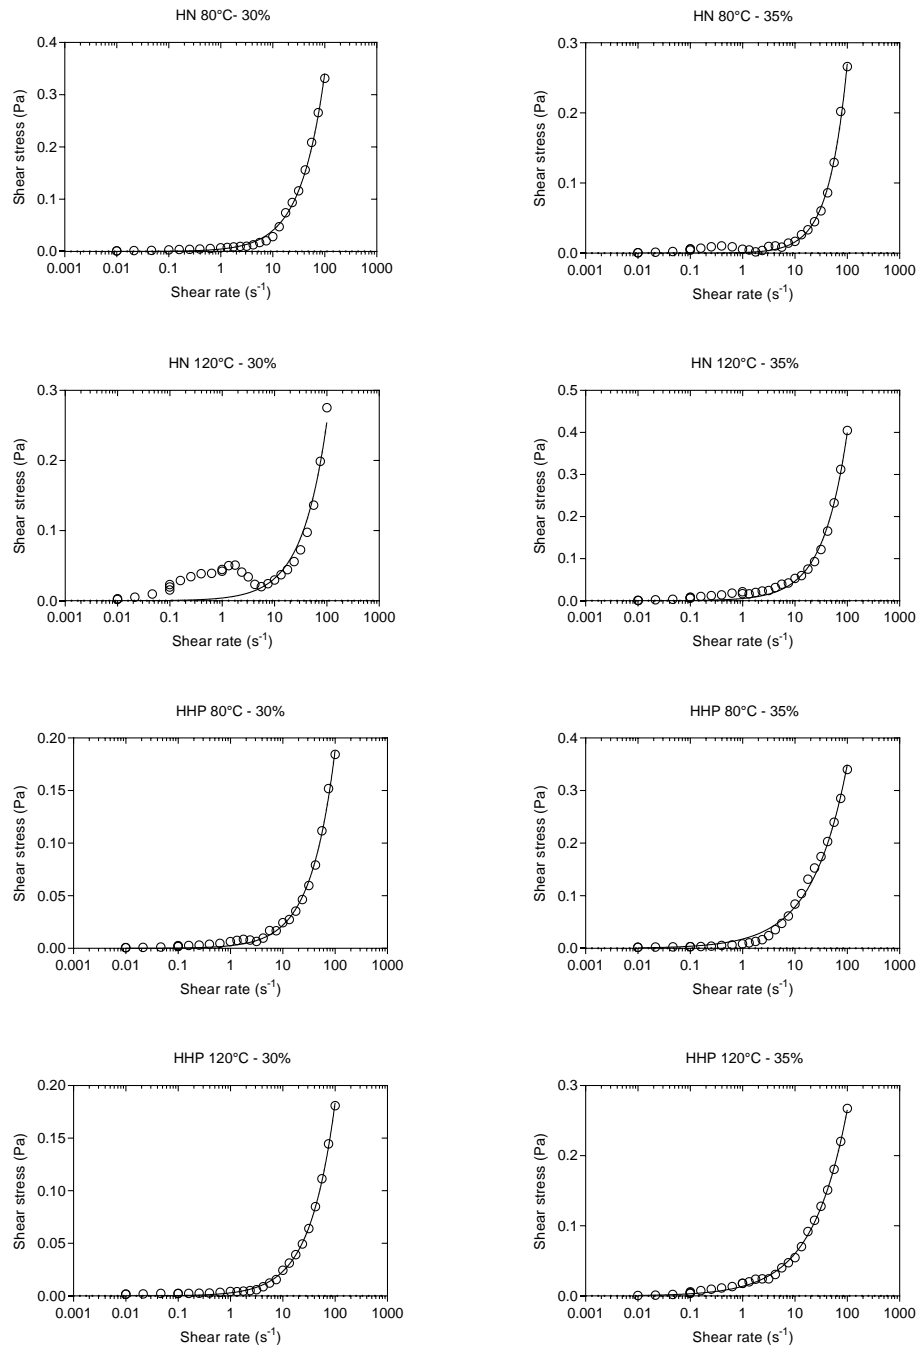 HN 80°C- 30%
0.4
0.3
0.2
0.1
0.0
Shear stress (Pa)
0.001 0.01 0.1 1 10 100 1000
Shear rate (s-1)
HN 80°C - 35%
0.3
0.2
0.1
0.0
Shear stress (Pa)
0.001 0.01 0.1 1 10 100 1000
Shear rate (s-1)
HN 120°C - 30%
0.3
0.2
0.1
0.0
Shear stress (Pa)
0.001 0.01 0.1 1 10 100 1000
Shear rate (s-1)
HN 120°C - 35%
0.5
0.4
0.3
0.2
0.1
0.0
Shear stress (Pa)
0.001 0.01 0.1 1 10 100 1000
Shear rate (s-1)
HHP 80°C - 30%
0.20
0.15
0.10
0.05
0.00
Shear stress (Pa)
0.001 0.01 0.1 1 10 100 1000
Shear rate (s-1)
HHP 80°C - 35%
0.4
0.3
0.2
0.1
0.0
Shear stress (Pa)
0.001 0.01 0.1 1 10 100 1000
Shear rate (s-1)
HHP 120°C - 30%
0.20
0.15
0.10
0.05
0.00
Shear stress (Pa)
0.001 0.01 0.1 1 10 100 1000
Shear rate (s-1)
HHP 120°C - 35%
0.3
0.2
0.1
0.0
Shear stress (Pa)
0.001 0.01 0.1 1 10 100 1000
Shear rate (s-1)